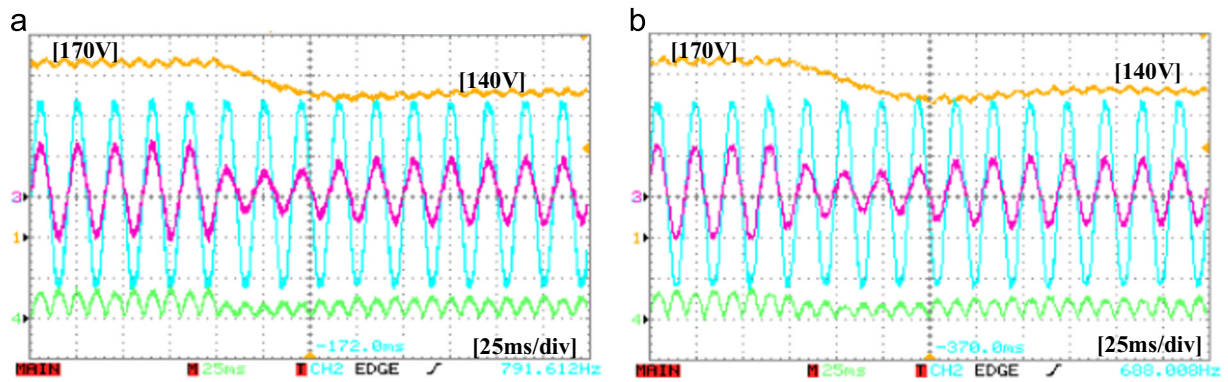 a
[170V]
[140V]
3
1
4
-172.0ms
[25ms/div]
MAIN M 25ms T CH2 EDGE 791.612Hz
b
[170V]
[140V]
3
1
4
-370.0ms
[25ms/div]
MAIN M 25ms T CH2 EDGE 688.008Hz